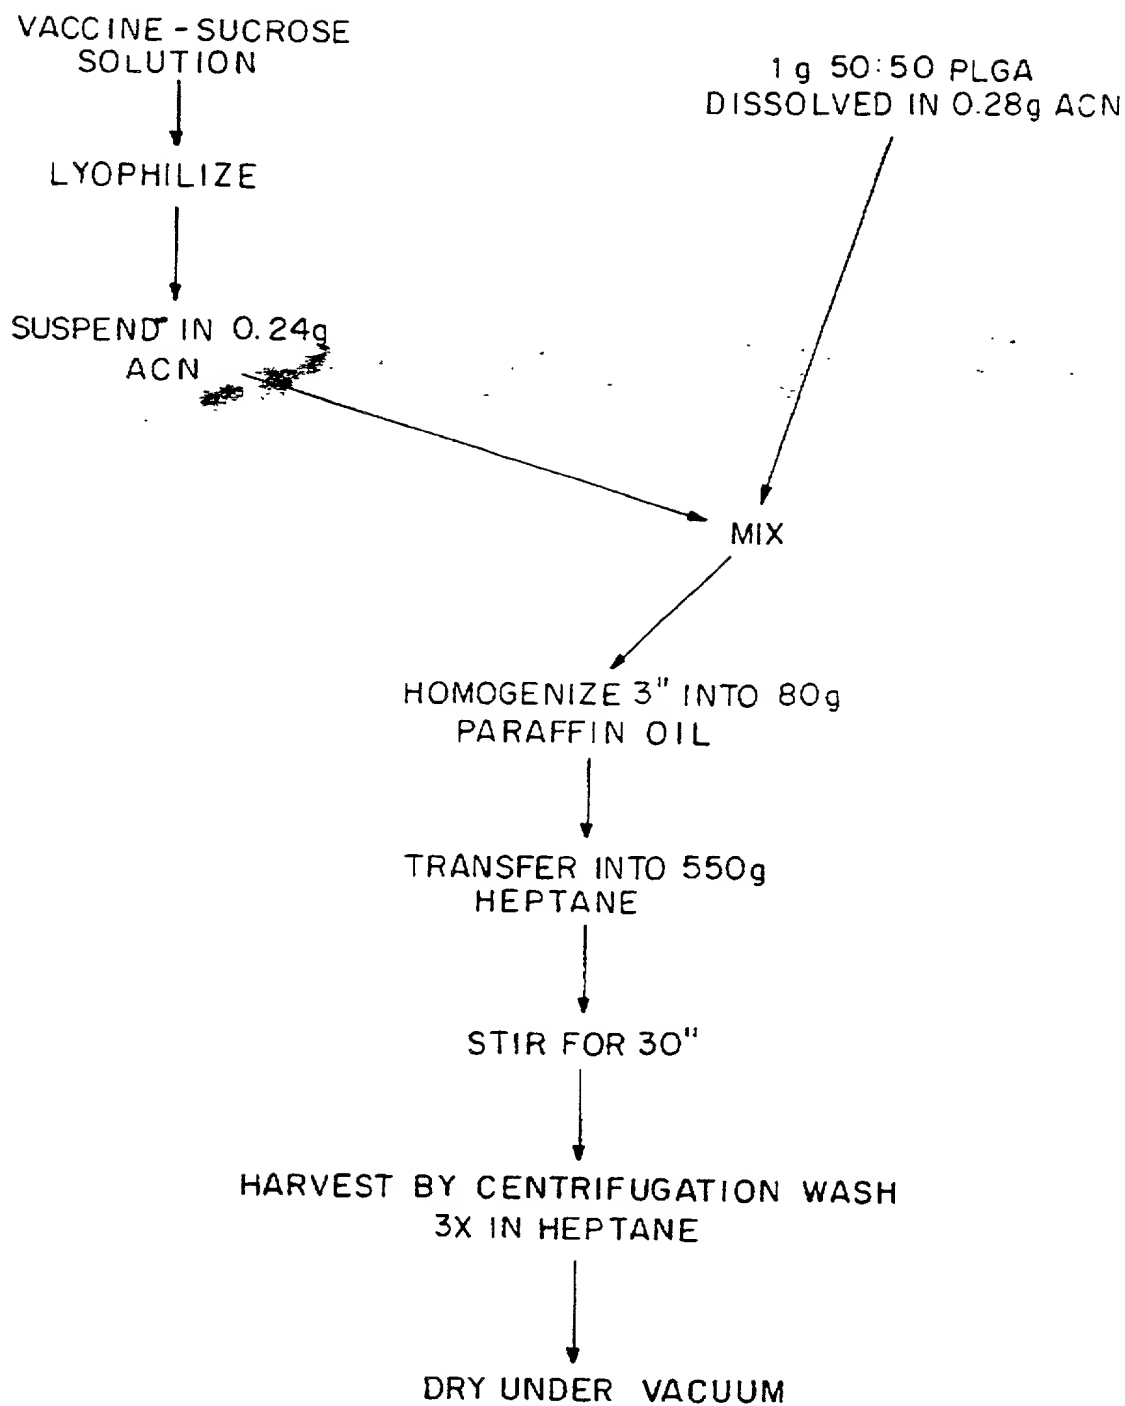 VACCINE-SUCROSE
SOLUTION
LYOPHILIZE
SUSPEND IN 0.24g
ACN
1 g 50:50 PLGA
DISSOLVED IN 0.28g ACN
MIX
HOMOGENIZE 3" INTO 80g
PARAFFIN OIL
TRANSFER INTO 550g
HEPTANE
STIR FOR 30"
HARVEST BY CENTRIFUGATION WASH
3X IN HEPTANE
DRY UNDER VACUUM